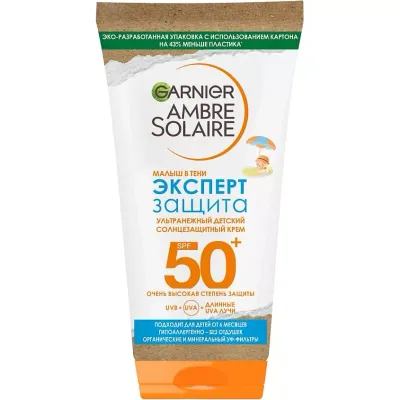 ЭКО-РАЗРАБОТАННАЯ УПАКОВКА С ИСПОЛЬЗОВАНИЕМ КАРТОНА
НА 43% МЕНЬШЕ ПЛАСТИКА*
GARNIER
AMBRE
SOLAIRE
МАЛЫШ В ТЕНИ
ЭКСПЕРТ
защита
УЛЬТРАНЕЖНЫЙ ДЕТСКИЙ
СОЛНЦЕЗАЩИТНЫЙ КРЕМ
SPF 50+
ОЧЕНЬ ВЫСОКАЯ СТЕПЕНЬ ЗАЩИТЫ
UVB + UVA + ДЛИННЫЕ UVA ЛУЧИ
ПОДХОДИТ ДЛЯ ДЕТЕЙ ОТ 6 МЕСЯЦЕВ
ГИПОАЛЛЕРГЕННО – БЕЗ ОТДУШЕК
ОРГАНИЧЕСКИЕ И МИНЕРАЛЬНЫЙ УФ-ФИЛЬТРЫ